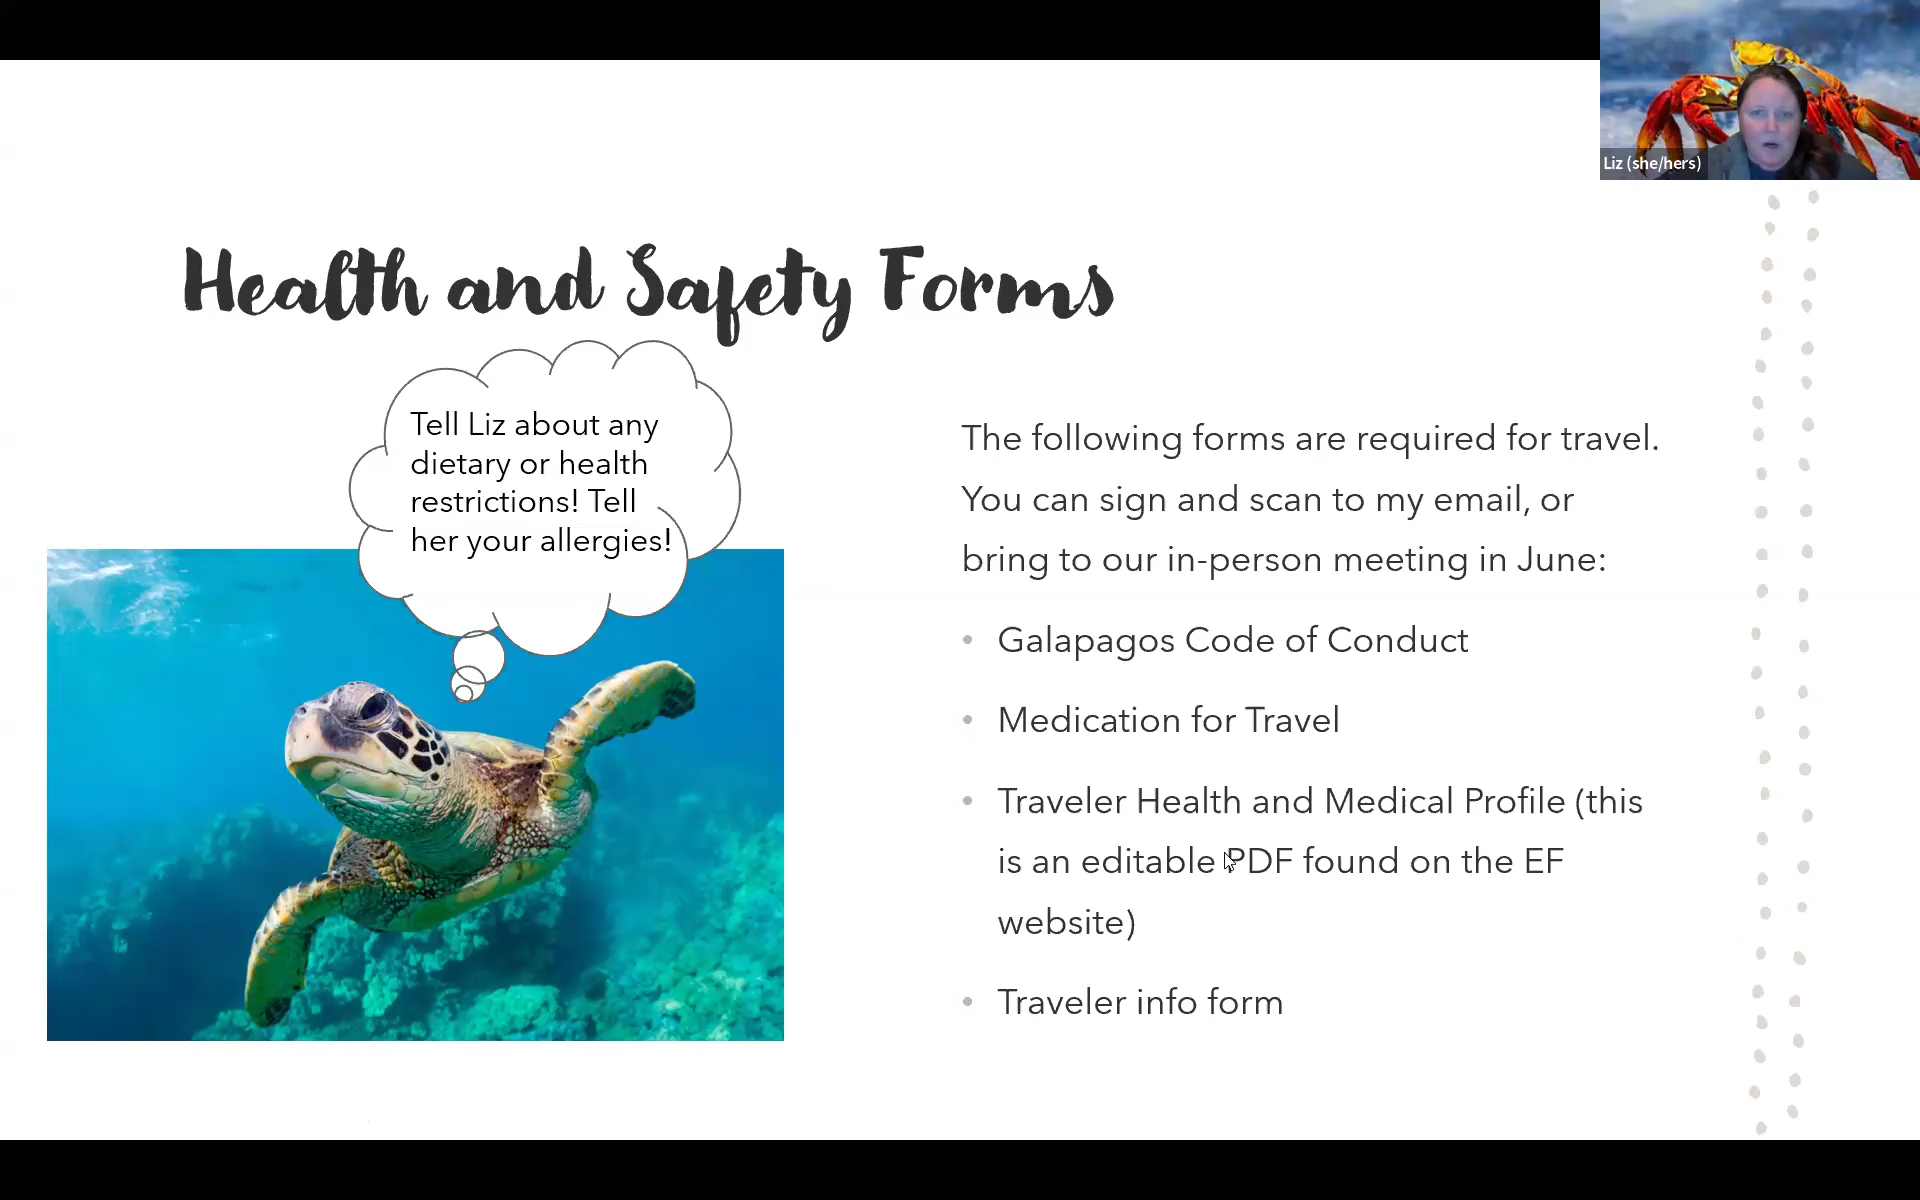 Liz (she/hers)
Health and Safety Forms
Tell Liz about any
dietary or health
restrictions! Tell
her your allergies!
The following forms are required for travel.
You can sign and scan to my email, or
bring to our in-person meeting in June:
• Galapagos Code of Conduct
• Medication for Travel
• Traveler Health and Medical Profile (this
is an editable PDF found on the EF
website)
• Traveler info form